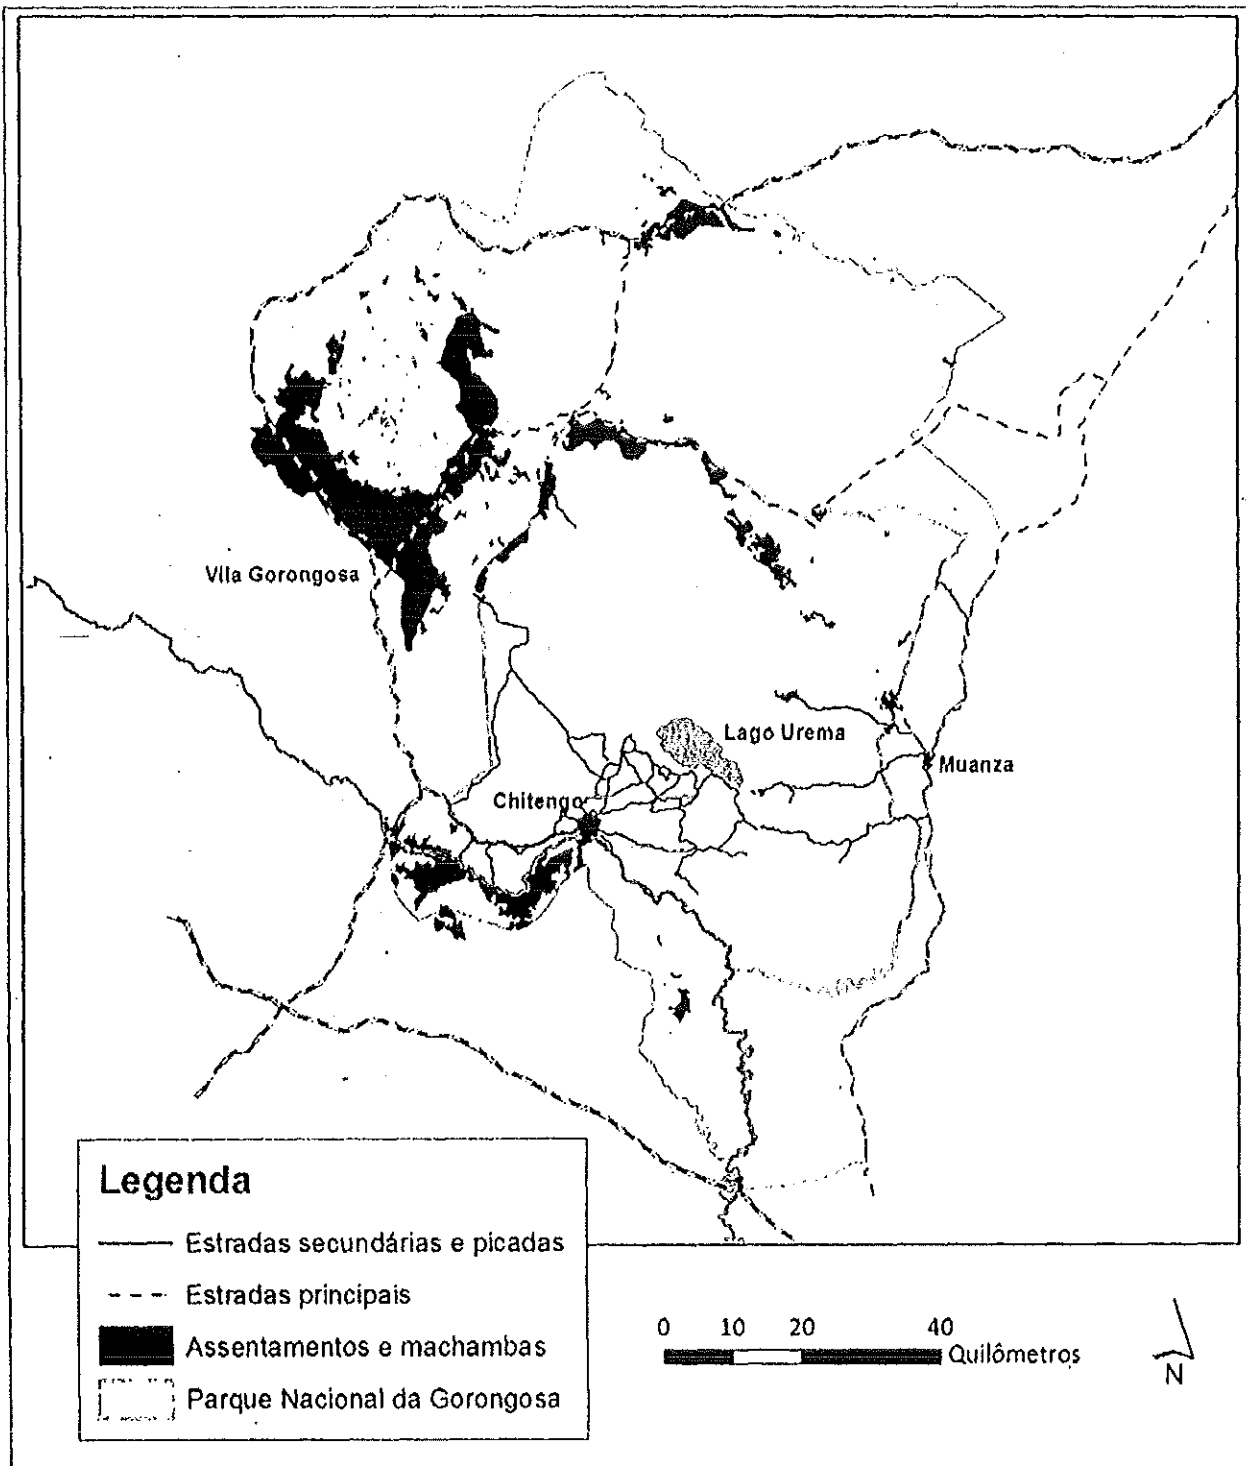 Vila Gorongosa
Lago Urema
Muanza
Chitengo
Legenda
Estradas secundárias e picadas
Estradas principais
Assentamentos e machambas
Parque Nacional da Gorongosa
0 10 20 40
Quilômetros
N